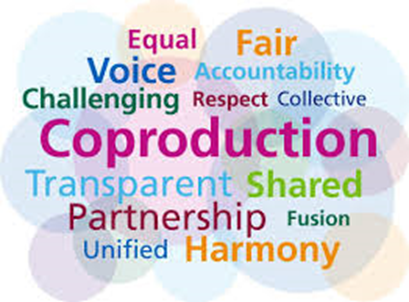 Equal Fair
Voice Accountability
Challenging Respect Collective
Coproduction
Transparent Shared
Partnership Fusion
Unified Harmony